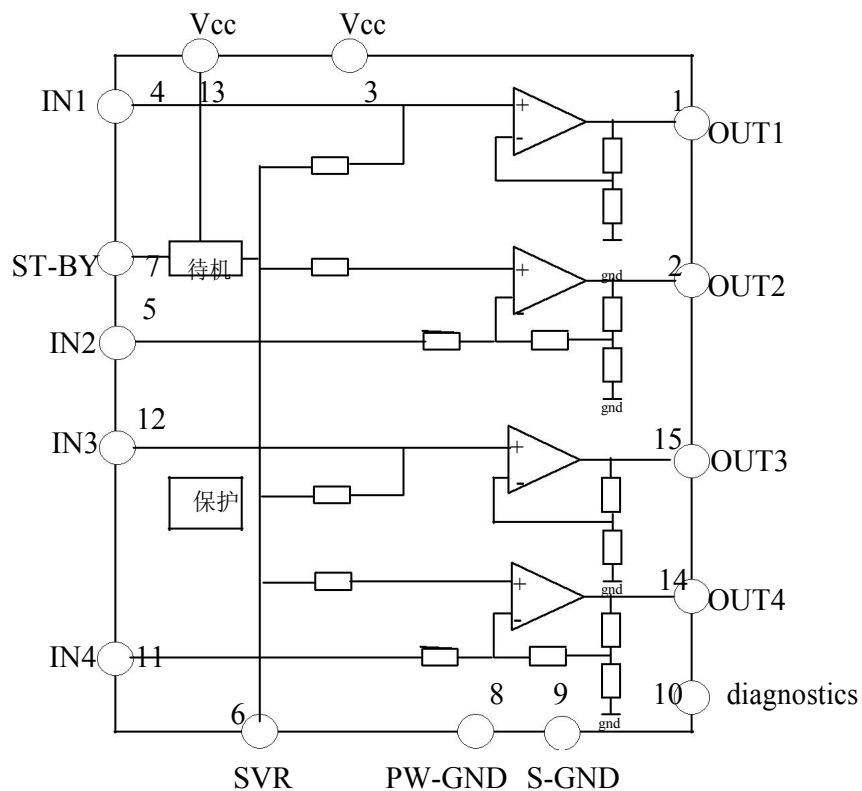 Vcc Vcc
IN1 4 13 3 + 1 OUT1
-
ST-BY 7 待机 + gnd 2 OUT2
5 -
IN2
gnd
IN3 12 + 15 OUT3
-
保护
gnd
+ 14 OUT4
-
IN4 11
8 9 10 diagnostics
6 gnd
SVR PW-GND S-GND